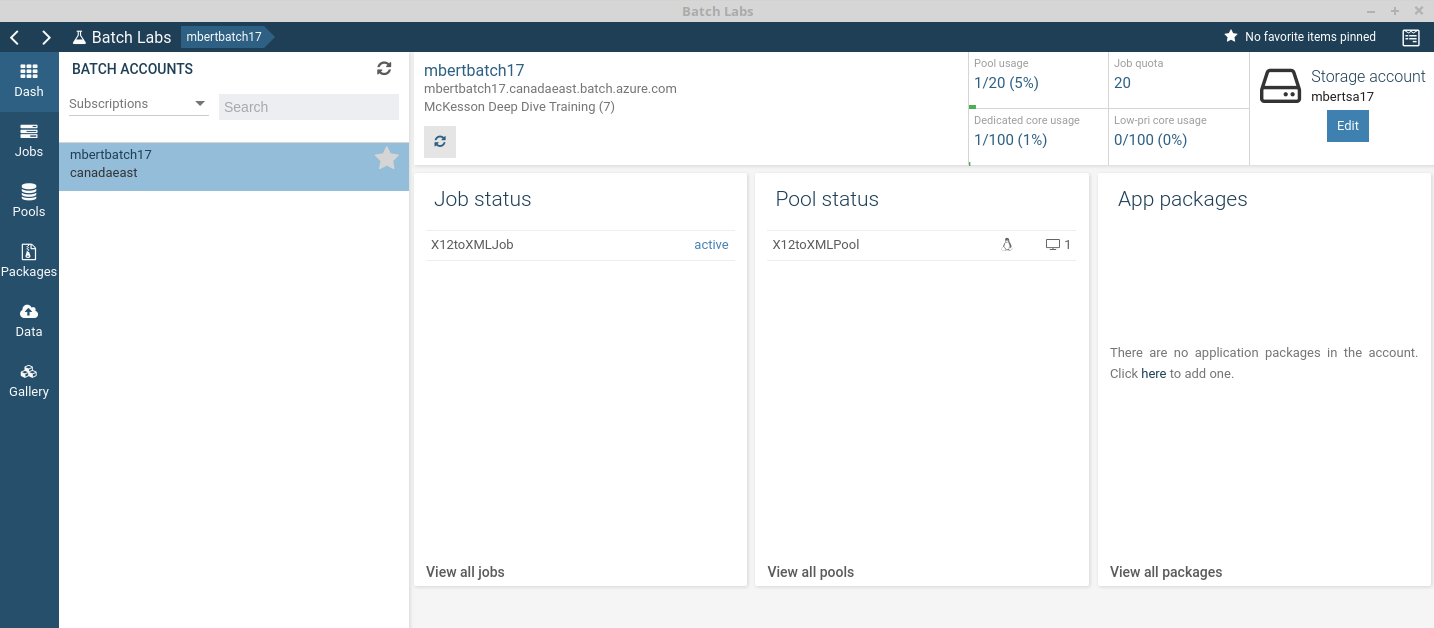 Batch Labs
Batch Labs
mbertbatch17
No favorite items pinned
Dash
Jobs
Pools
Packages
Data
Gallery
BATCH ACCOUNTS
Subscriptions
Search
mbertbatch17
canadaeast
mbertbatch17
mbertbatch17.canadaeast.batch.azure.com
McKesson Deep Dive Training (7)
Pool usage
1/20 (5%)
Job quota
20
Dedicated core usage
1/100 (1%)
Low-pri core usage
0/100 (0%)
Storage account
mbertsa17
Edit
Job status
X12toXMLJob
active
View all jobs
Pool status
X12toXMLPool
1
View all pools
App packages
There are no application packages in the account.
Click here to add one.
View all packages